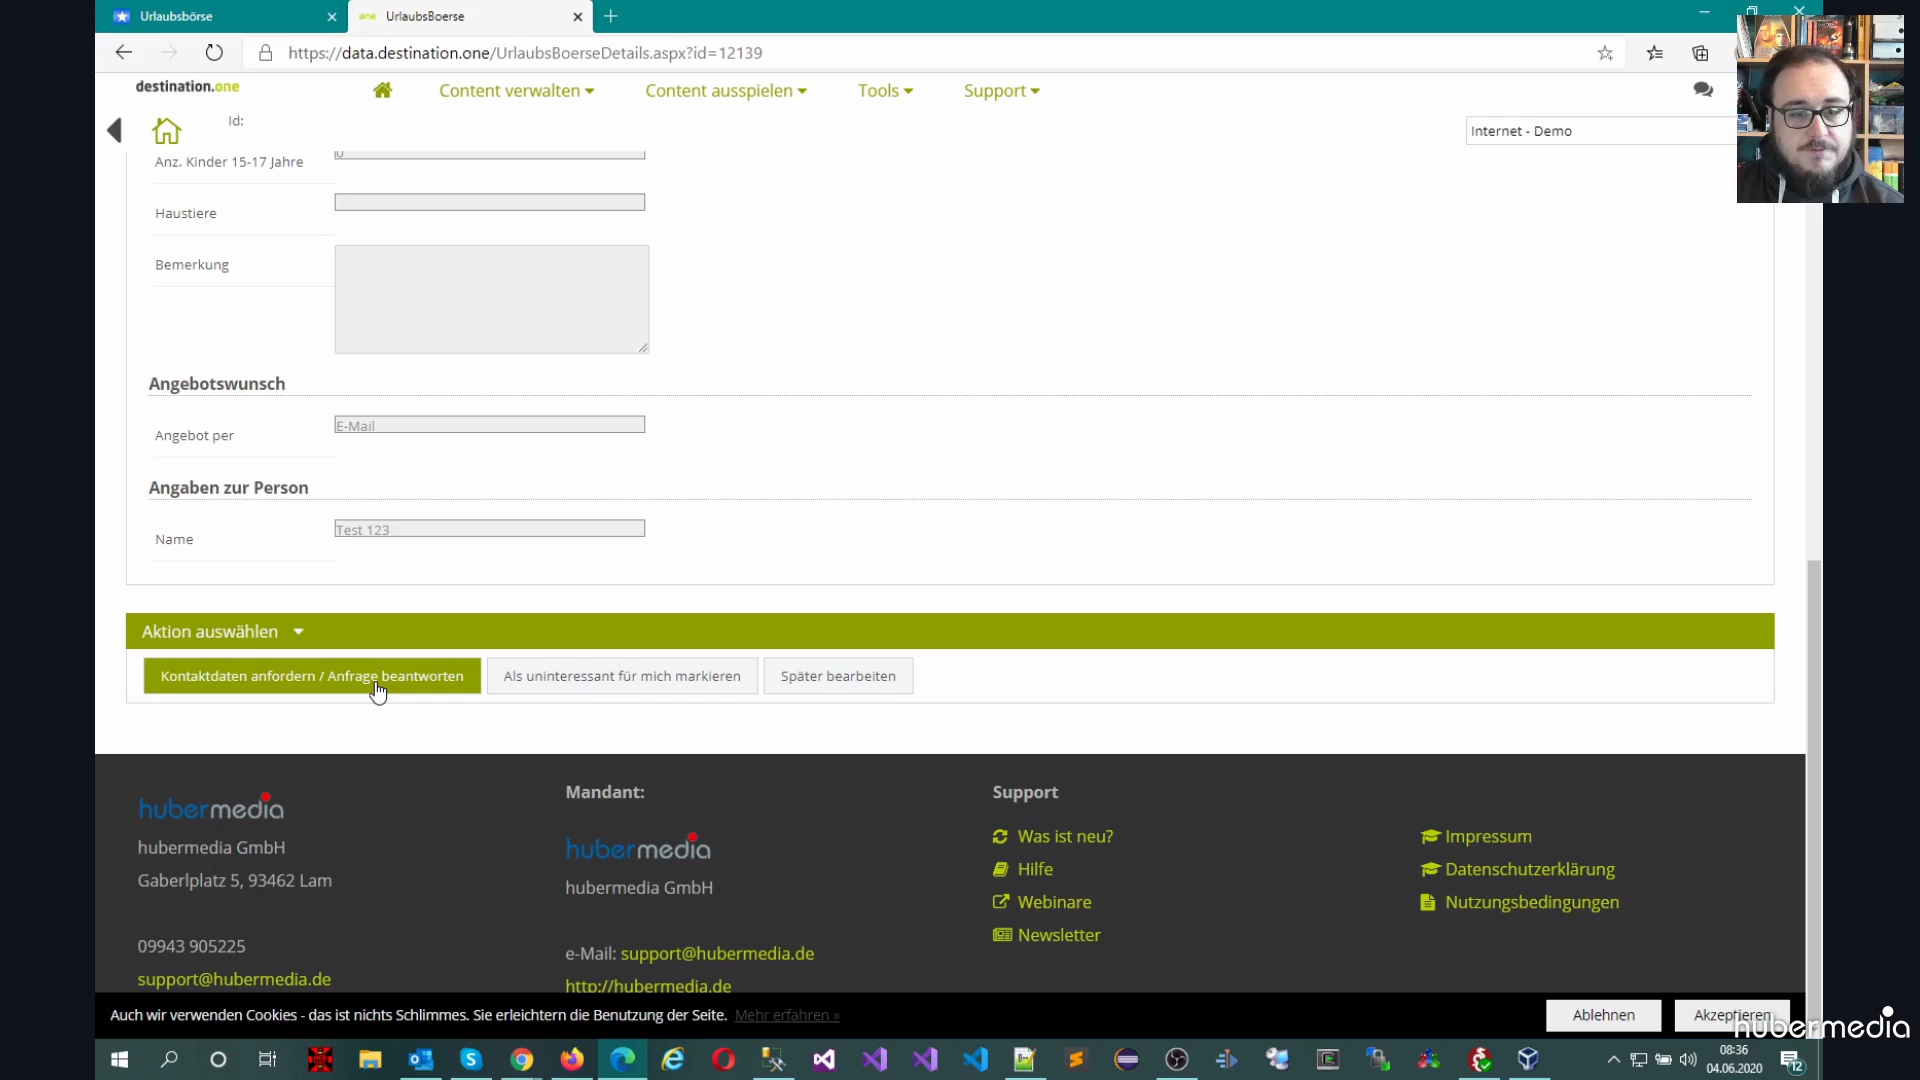 Urlaubsbörse
one UrlaubsBoerse
https://data.destination.one/UrlaubsBoerseDetails.aspx?id=12139
destination.one
Content verwalten
Content ausspielen
Tools
Support
Id:
Internet - Demo
Anz. Kinder 15-17 Jahre
0
Haustiere
Bemerkung
Angebotswunsch
Angebot per
E-Mail
Angaben zur Person
Name
Test 123
Aktion auswählen
Kontaktdaten anfordern / Anfrage beantworten
Als uninteressant für mich markieren
Später bearbeiten
hubermedia
hubermedia GmbH
Gaberlplatz 5, 93462 Lam
09943 905225
support@hubermedia.de
Mandant:
hubermedia
hubermedia GmbH
e-Mail: support@hubermedia.de
http://hubermedia.de
Support
Was ist neu?
Hilfe
Webinare
Newsletter
Impressum
Datenschutzerklärung
Nutzungsbedingungen
Auch wir verwenden Cookies - das ist nichts Schlimmes. Sie erleichtern die Benutzung der Seite. Mehr erfahren »
Ablehnen
Akzeptieren
hubermedia
08:36
04.06.2020
12